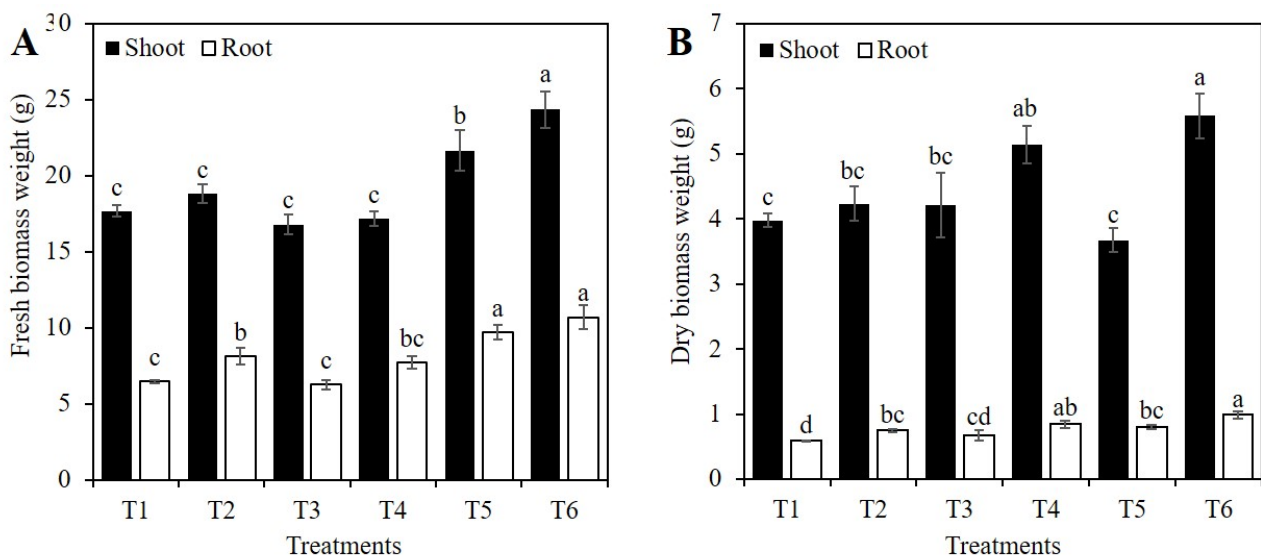 A
Shoot Root
Fresh biomass weight (g)
30
25
20
15
10
5
0
c
c
c
c
b
a
c
b
c
bc
a
a
T1 T2 T3 T4 T5 T6
Treatments
B
Shoot Root
Dry biomass weight (g)
7
6
5
4
3
2
1
0
c
bc
bc
ab
c
a
d
bc
cd
ab
bc
a
T1 T2 T3 T4 T5 T6
Treatments